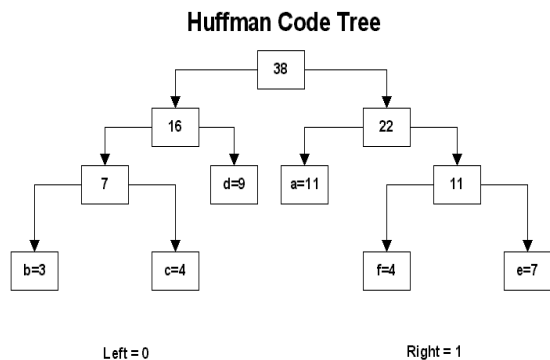 Huffman Code Tree
38
16
22
7
d=9
a=11
11
b=3
c=4
f=4
e=7
Left = 0
Right = 1